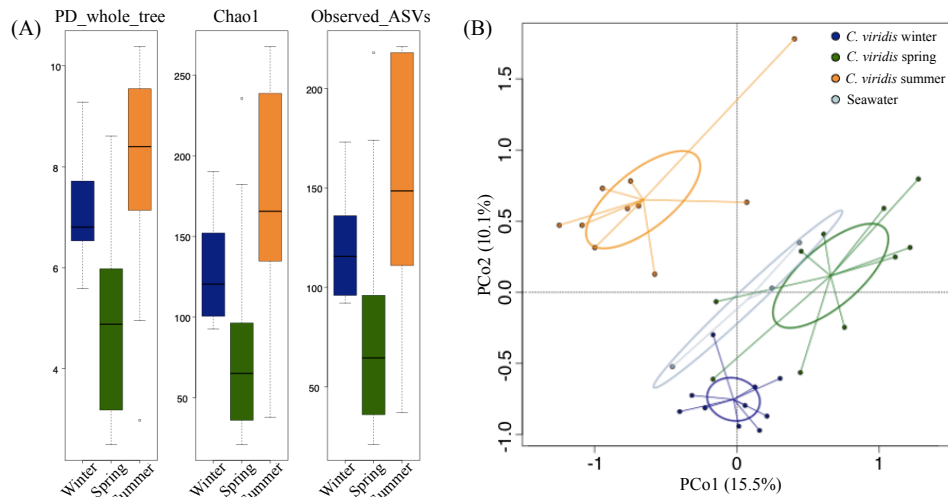 (A)
PD_whole_tree
Chao1
Observed_ASVs
10
8
6
4
250
200
150
100
50
200
150
100
50
Winter
Spring
Summer
Winter
Spring
Summer
Winter
Spring
Summer
(B)
C. viridis winter
C. viridis spring
C. viridis summer
Seawater
PCo2 (10.1%)
1.5
1.0
0.5
0.0
-0.5
-1.0
-1
0
1
PCo1 (15.5%)